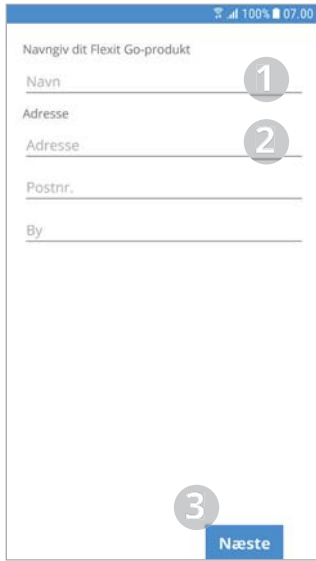 100% 07.00
Navngiv dit Flexit Go-produkt
Navn
1
Adresse
Adresse
2
Postnr.
By
3
Næste